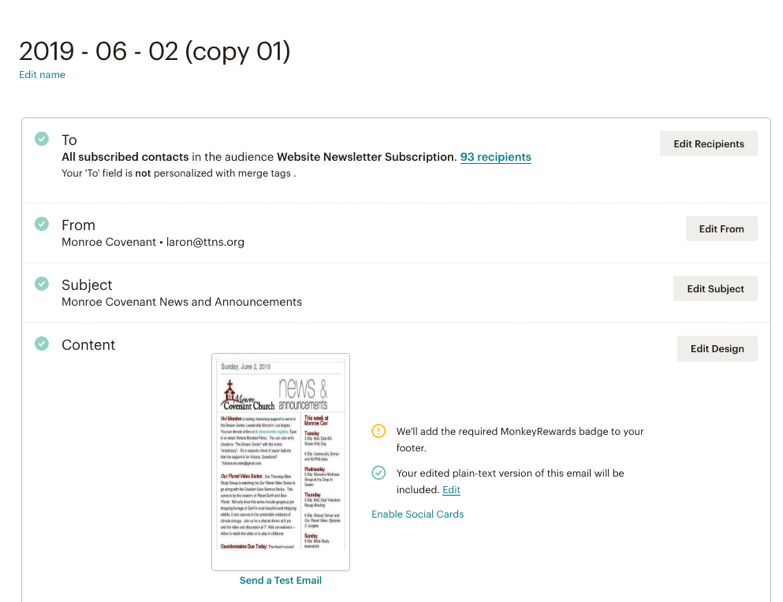 2019 - 06 - 02 (copy 01)
Edit name
To
All subscribed contacts in the audience Website Newsletter Subscription. 93 recipients
Your 'To' field is not personalized with merge tags .
Edit Recipients
From
Monroe Covenant • laron@ttns.org
Edit From
Subject
Monroe Covenant News and Announcements
Edit Subject
Content
Edit Design
Sunday, June 2, 2019
Monroe
Covenant Church
news &
announcements
This week at
Monroe Cov
Tuesday
Wednesday
Thursday
Sunday
We'll add the required MonkeyRewards badge to your
footer.
Your edited plain-text version of this email will be
included. Edit
Enable Social Cards
Send a Test Email